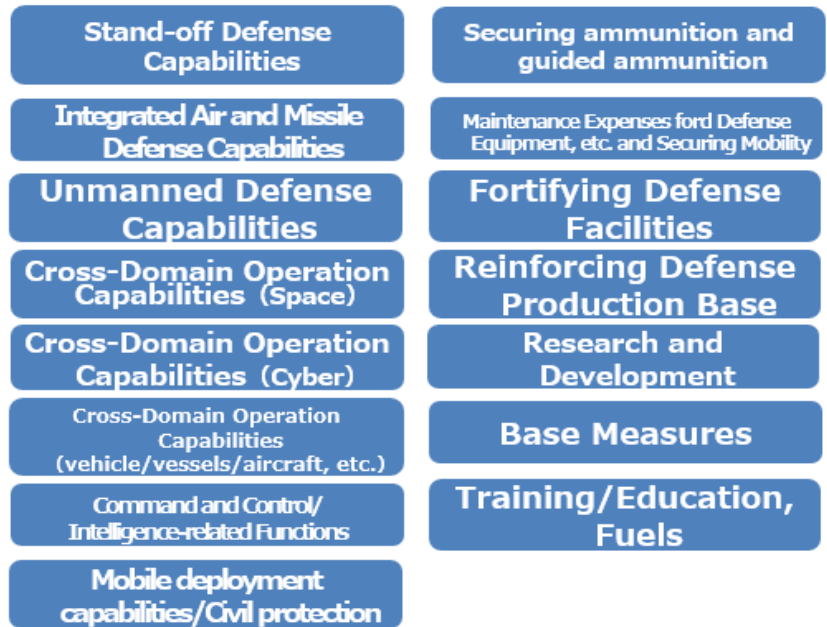 Stand-off Defense
Capabilities
Integrated Air and Missile
Defense Capabilities
Unmanned Defense
Capabilities
Cross-Domain Operation
Capabilities（Space）
Cross-Domain Operation
Capabilities（Cyber）
Cross-Domain Operation
Capabilities
(vehicle/vessels/aircraft, etc.)
Command and Control/
Intelligence-related Functions
Mobile deployment
capabilities/Civil protection
Securing ammunition and
guided ammunition
Maintenance Expenses ford Defense
Equipment, etc. and Securing Mobility
Fortifying Defense
Facilities
Reinforcing Defense
Production Base
Research and
Development
Base Measures
Training/Education,
Fuels